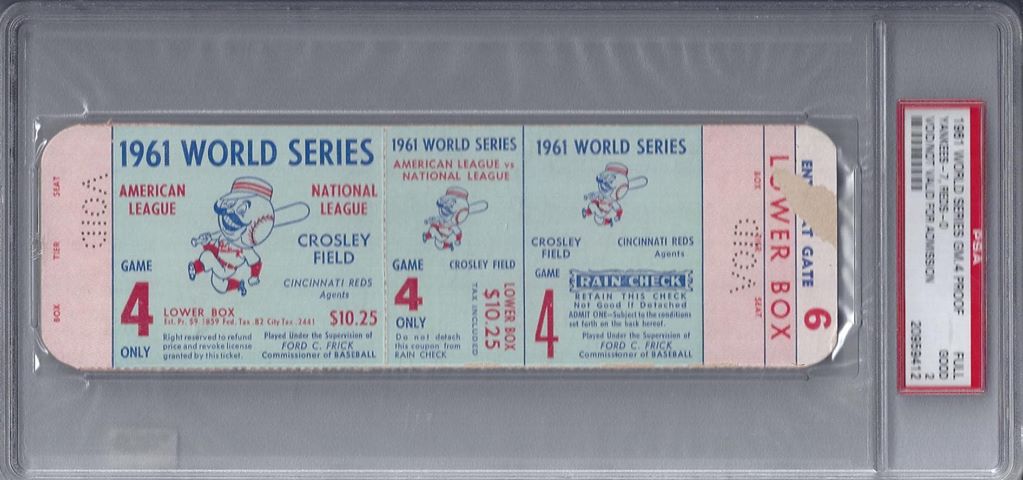 SEAT
TIER
BOX
VOID
1961 WORLD SERIES
AMERICAN
LEAGUE
NATIONAL
LEAGUE
CROSLEY
FIELD
CINCINNATI REDS
Agents
GAME
4
ONLY
LOWER BOX
$10.25
Est. Pr. $9.1859 Fed. Tax .82 City Tax .2441
Right reserved to refund
price and revoke license
granted by this ticket.
Played Under the Supervision of
FORD C. FRICK
Commissioner of BASEBALL
1961 WORLD SERIES
AMERICAN LEAGUE vs
NATIONAL LEAGUE
GAME
CROSLEY FIELD
4
ONLY
Do not detach
this coupon from
RAIN CHECK
LOWER BOX
$10.25
TAX INCLUDED
1961 WORLD SERIES
CROSLEY
FIELD
CINCINNATI REDS
Agents
GAME
4
RAIN CHECK
RETAIN THIS CHECK
Not Good If Detached
ADMIT ONE—Subject to the conditions
set forth on the back hereof.
Played Under the Supervision of
FORD C. FRICK
Commissioner of BASEBALL
VOID
BOX
SEAT
LOWER BOX
GATE
6
PSA
1961 WORLD SERIES GM.4 PROOF
YANKEES - 7, REDS - 0
VOID/NOT VALID FOR ADMISSION
FULL
GOOD
2